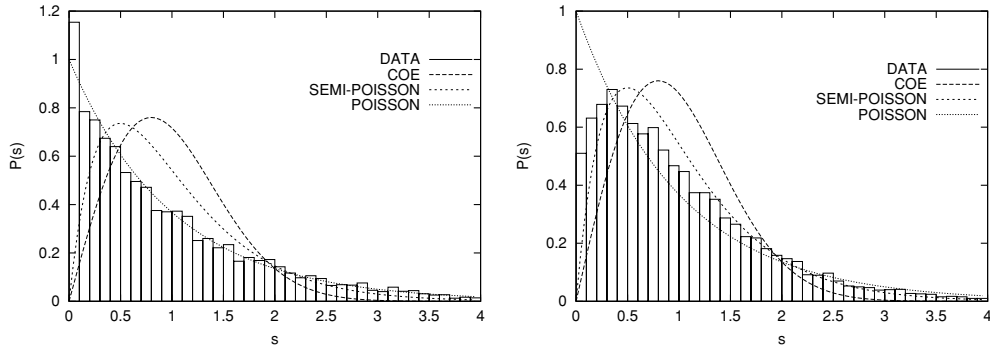 1.2
1
0.8
0.6
0.4
0.2
0
P(s)
DATA
COE
SEMI-POISSON
POISSON
0 0.5 1 1.5 2 2.5 3 3.5 4
s
1
0.8
0.6
0.4
0.2
0
P(s)
DATA
COE
SEMI-POISSON
POISSON
0 0.5 1 1.5 2 2.5 3 3.5 4
s